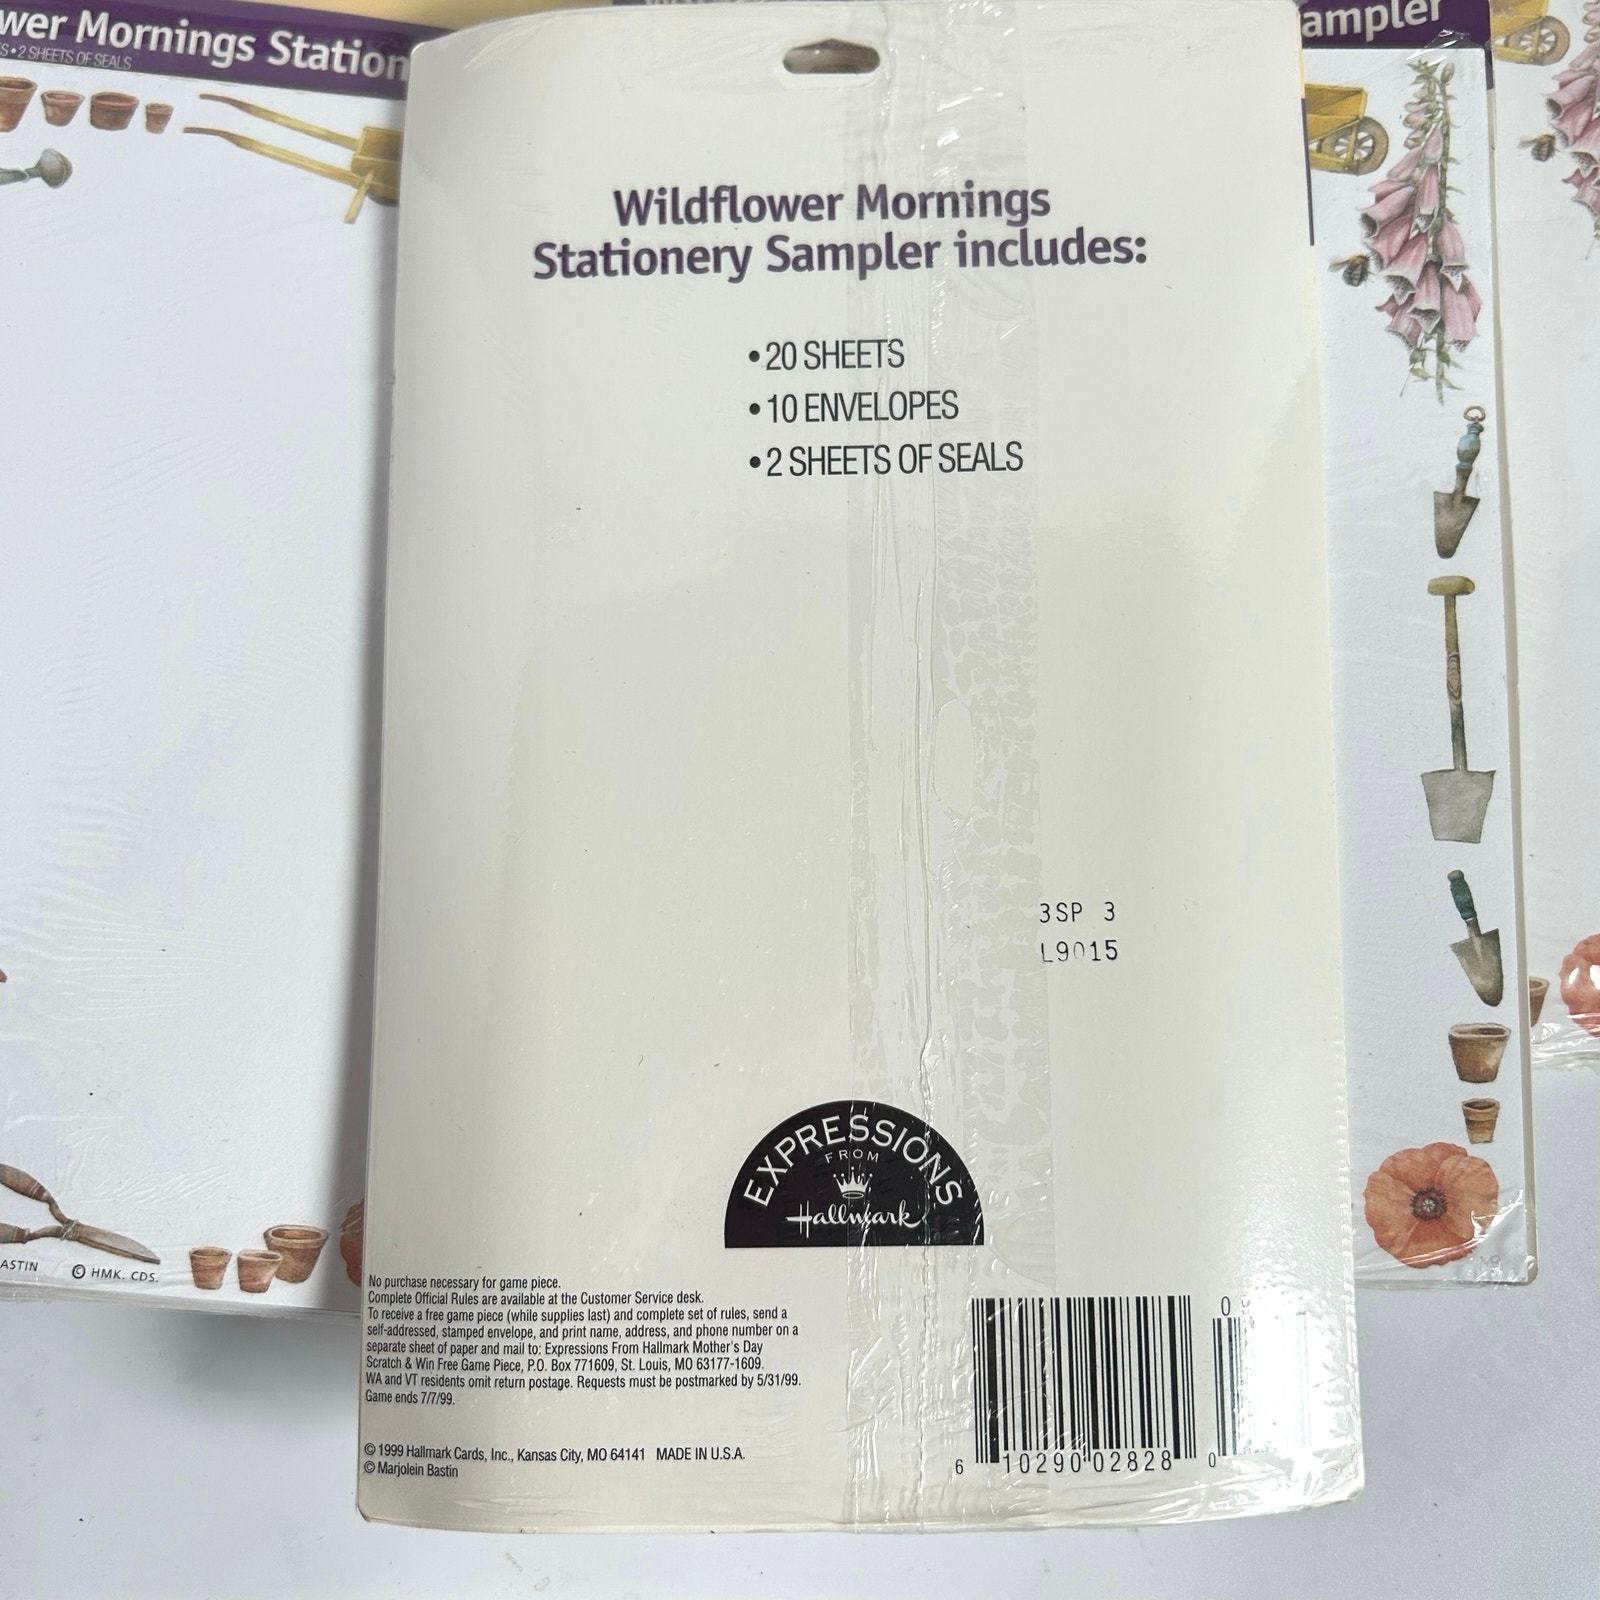 wer Mornings Station
S • 2 SHEETS OF SEALS
ampler
Wildflower Mornings
Stationery Sampler includes:
• 20 SHEETS
• 10 ENVELOPES
• 2 SHEETS OF SEALS
3SP 3
L9015
EXPRESSIONS
FROM
Hallmark
ASTIN © HMK. CDS.
No purchase necessary for game piece.
Complete Official Rules are available at the Customer Service desk.
To receive a free game piece (while supplies last) and complete set of rules, send a
self-addressed, stamped envelope, and print name, address, and phone number on a
separate sheet of paper and mail to: Expressions From Hallmark Mother's Day
Scratch & Win Free Game Piece, P.O. Box 771609, St. Louis, MO 63177-1609.
WA and VT residents omit return postage. Requests must be postmarked by 5/31/99.
Game ends 7/7/99.
© 1999 Hallmark Cards, Inc., Kansas City, MO 64141 MADE IN U.S.A.
© Marjolein Bastin
6 10290 02828 0